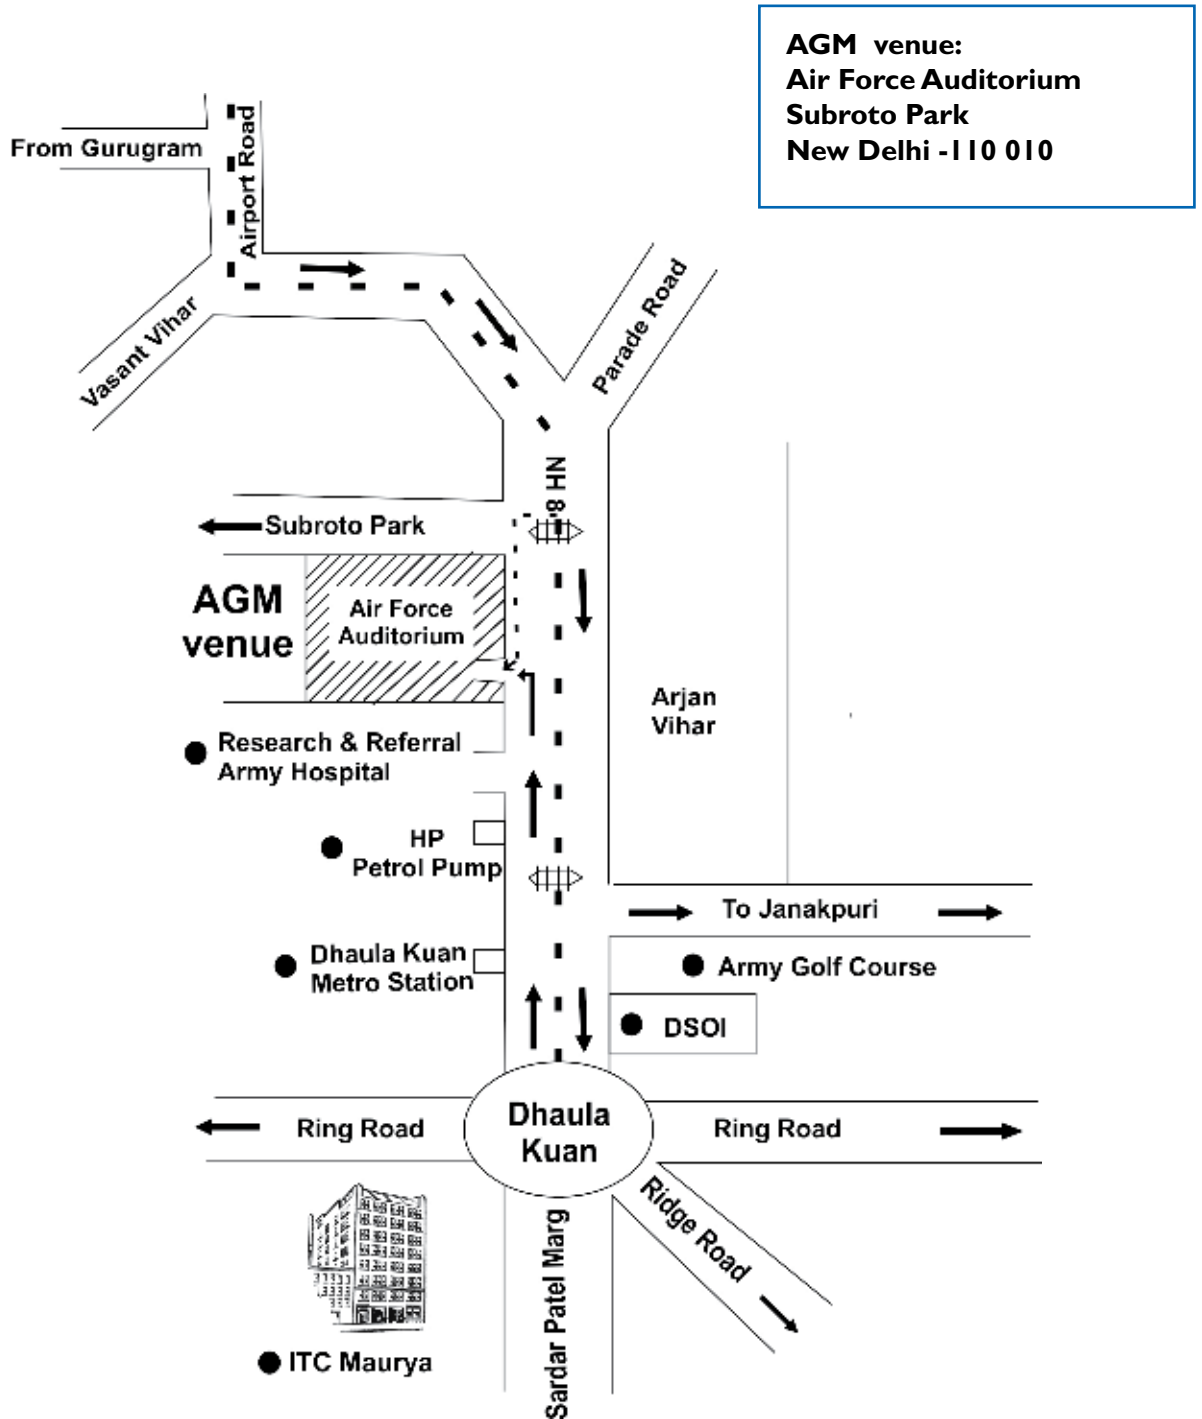 AGM venue:
Air Force Auditorium
Subroto Park
New Delhi -110 010
From Gurugram
Airport Road
Vasant Vihar
Parade Road
NH 8
Subroto Park
AGM
venue
Air Force
Auditorium
Arjan
Vihar
Research & Referral
Army Hospital
HP
Petrol Pump
To Janakpuri
Dhaula Kuan
Metro Station
Army Golf Course
DSOI
Ring Road
Dhaula
Kuan
Ring Road
Ridge Road
Sardar Patel Marg
ITC Maurya